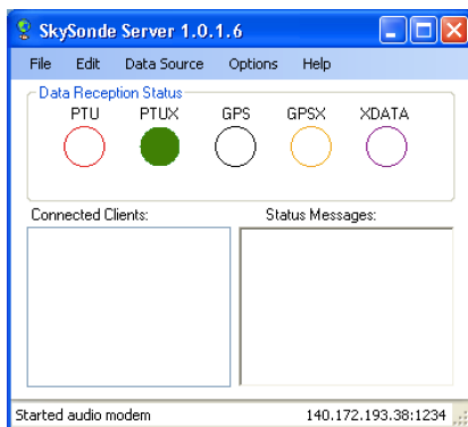 SkySonde Server 1.0.1.6
File Edit Data Source Options Help
Data Reception Status
PTU PTUX GPS GPSX XDATA
Connected Clients: Status Messages:
Started audio modem 140.172.193.38:1234